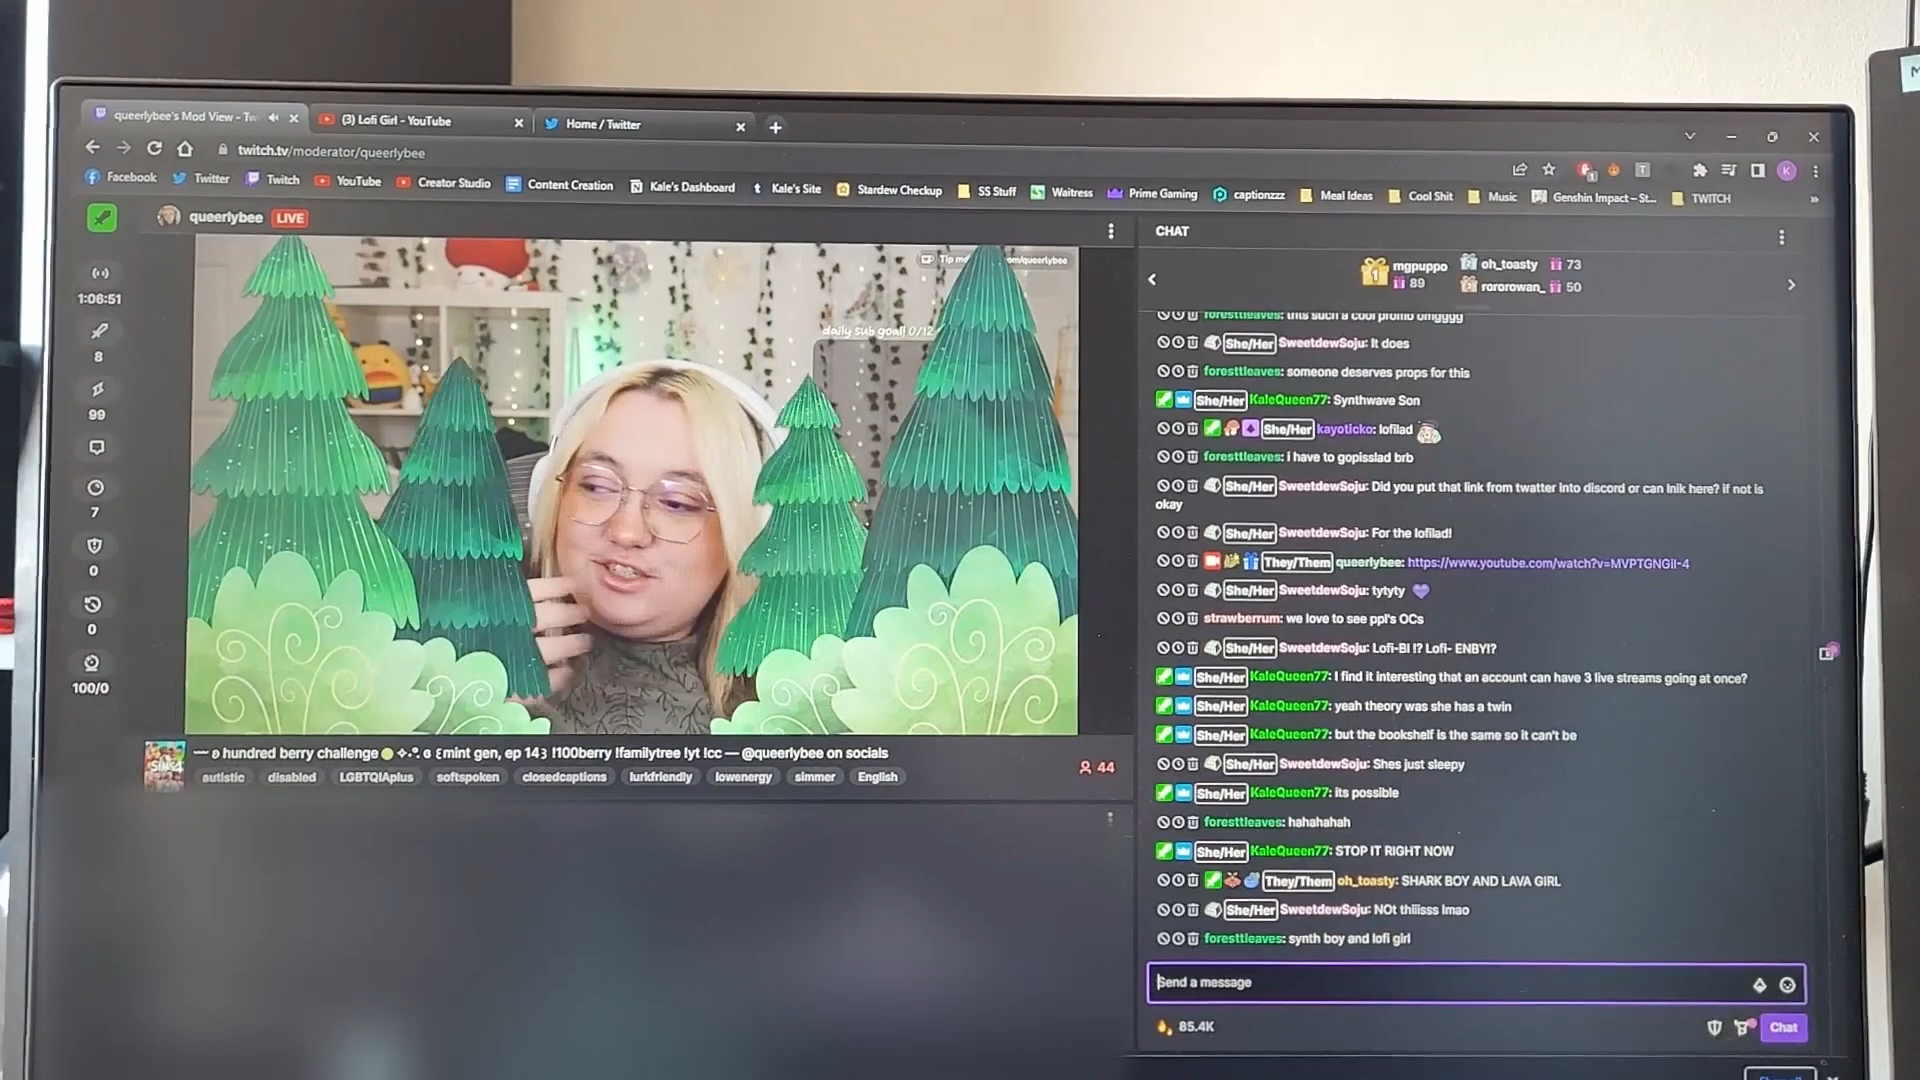 queerlybee's Mod View - Tw
(3) Lofi Girl - YouTube
Home / Twitter
twitch.tv/moderator/queerlybee
Facebook
Twitter
Twitch
YouTube
Creator Studio
Content Creation
Kale's Dashboard
Kale's Site
Stardew Checkup
SS Stuff
Waitress
Prime Gaming
captionzzz
Meal Ideas
Cool Shit
Music
Genshin Impact – St...
TWITCH
queerlybee LIVE
1:06:51
8
99
7
0
0
100/0
daily sub goal! 0/12
hundred berry challenge mint gen, ep 143 !100berry !familytree !yt !cc — @queerlybee on socials
44
autistic disabled LGBTQIAplus softspoken closedcaptions lurkfriendly lowenergy simmer English
CHAT
1 mgpuppo 89
oh_toasty 73
rororowan_ 50
foresttleaves: this such a cool promo omgggg
She/Her SweetdewSoju: It does
foresttleaves: someone deserves props for this
She/Her KaleQueen77: Synthwave Son
She/Her kayoticko: lofilad
foresttleaves: i have to gopisslad brb
She/Her SweetdewSoju: Did you put that link from twatter into discord or can lnik here? if not is
okay
She/Her SweetdewSoju: For the lofilad!
They/Them queerlybee: https://www.youtube.com/watch?v=MVPTGNGiI-4
She/Her SweetdewSoju: tytyty
strawberrum: we love to see ppl's OCs
She/Her SweetdewSoju: Lofi-BI !? Lofi- ENBY!?
She/Her KaleQueen77: I find it interesting that an account can have 3 live streams going at once?
She/Her KaleQueen77: yeah theory was she has a twin
She/Her KaleQueen77: but the bookshelf is the same so it can't be
She/Her SweetdewSoju: Shes just sleepy
She/Her KaleQueen77: its possible
foresttleaves: hahahahah
She/Her KaleQueen77: STOP IT RIGHT NOW
They/Them oh_toasty: SHARK BOY AND LAVA GIRL
She/Her SweetdewSoju: NOt thiiisss lmao
foresttleaves: synth boy and lofi girl
Send a message
85.4K
Chat